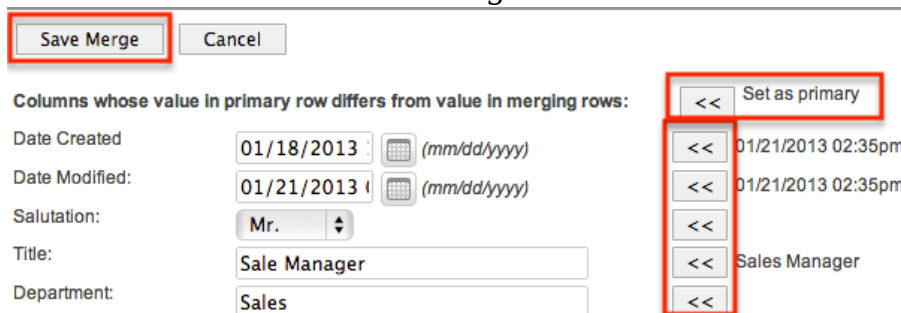 Save Merge Cancel
Columns whose value in primary row differs from value in merging rows: << Set as primary
Date Created 01/18/2013 (mm/dd/yyyy) << 01/21/2013 02:35pm
Date Modified: 01/21/2013 (mm/dd/yyyy) << 01/21/2013 02:35pm
Salutation: Mr. <<
Title: Sale Manager << Sales Manager
Department: Sales <<